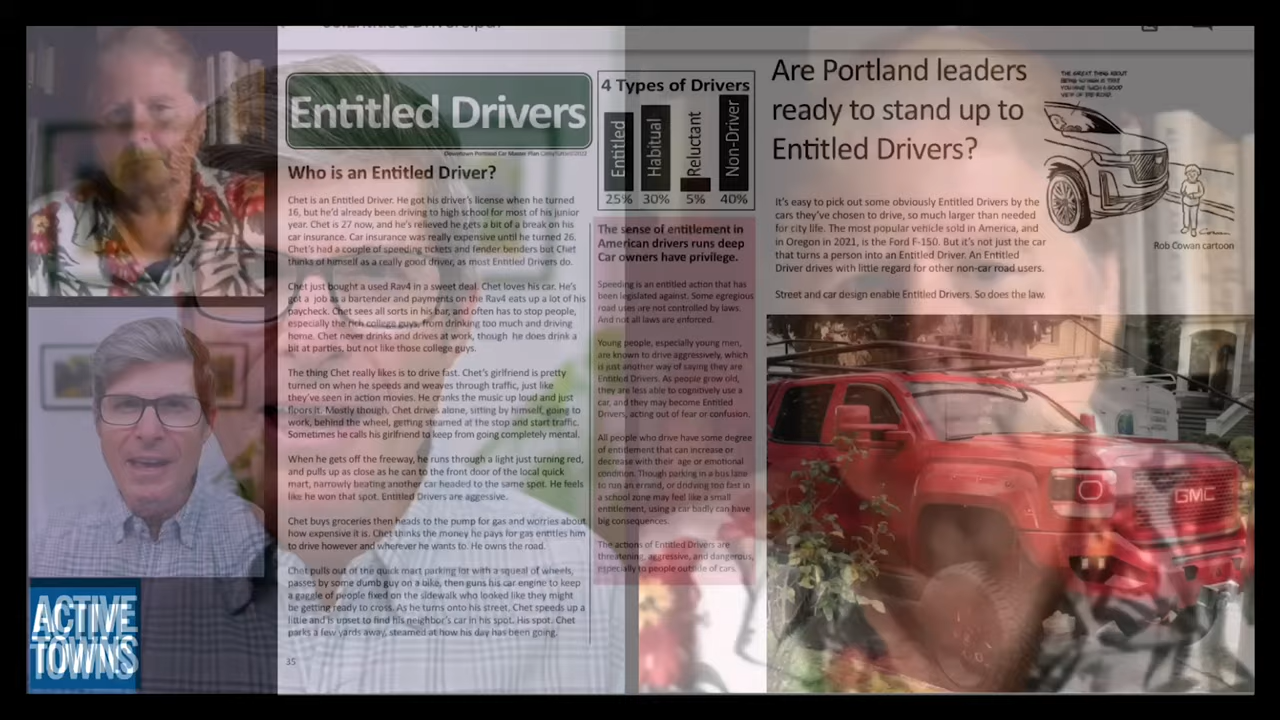 Entitled Drivers
Downtown Portland Car Master Plan
Who is an Entitled Driver?
Chet is an Entitled Driver. He got his driver's license when he turned
16, but he'd already been driving to high school for most of his junior
year. Chet is 27 now, and he's relieved he gets a bit of a break on his
car insurance. Car insurance was really expensive until he turned 26.
Chet's had a couple of speeding tickets and fender benders but Chet
thinks of himself as a really good driver, as most Entitled Drivers do.
Chet just bought a used Rav4 in a sweet deal. Chet loves his car. He's
got a job as a bartender and payments on the Rav4 eats up a lot of his
paycheck. Chet sees all sorts in his bar, and often has to stop people,
especially the rich college guys, from drinking too much and driving
home. Chet never drinks and drives at work, though he does drink a
bit at parties, but not like those college guys.
The thing Chet really likes is to drive fast. Chet's girlfriend is pretty
turned on when he speeds and weaves through traffic, just like
they've seen in action movies. He cranks the music up loud and just
floors it. Mostly though, Chet drives alone, sitting by himself, going to
work, behind the wheel, getting steamed at the stop and start traffic.
Sometimes he calls his girlfriend to keep from going completely mental.
When he gets off the freeway, he runs through a light just turning red,
and pulls up as close as he can to the front door of the local quick
mart, narrowly beating another car headed to the same spot. He feels
like he won that spot. Entitled Drivers are aggressive.
Chet buys groceries then heads to the pump for gas and worries about
how expensive it is. Chet thinks the money he pays for gas entitles him
to drive however and wherever he wants to. He owns the road.
Chet pulls out of the quick mart parking lot with a squeal of wheels,
passes by some dumb guy on a bike, then guns his car engine to keep
a gaggle of people fixed on the sidewalk who looked like they might
be getting ready to cross. As he turns onto his street, Chet speeds up a
little and is upset to find his neighbor's car in his spot. His spot. Chet
parks a few yards away, steamed at how his day has been going.
35
4 Types of Drivers
Entitled
Habitual
Reluctant
Non-Driver
25% 30% 5% 40%
The sense of entitlement in
American drivers runs deep
Car owners have privilege.
Speeding is an entitled action that has
been legislated against. Some egregious
road uses are not controlled by laws.
And not all laws are enforced.
Young people, especially young men,
are known to drive aggressively, which
is just another way of saying they are
Entitled Drivers. As people grow old,
they are less able to cognitively use a
car, and they may become Entitled
Drivers, acting out of fear or confusion.
All people who drive have some degree
of entitlement that can increase or
decrease with their age or emotional
condition. Though parking in a bus lane
to run an errand, or driving too fast in
a school zone may feel like a small
entitlement, using a car badly can have
big consequences.
The actions of Entitled Drivers are
threatening, aggressive, and dangerous,
especially to people outside of cars.
Are Portland leaders
ready to stand up to
Entitled Drivers?
It's easy to pick out some obviously Entitled Drivers by the
cars they've chosen to drive, so much larger than needed
for city life. The most popular vehicle sold in America, and
in Oregon in 2021, is the Ford F-150. But it's not just the car
that turns a person into an Entitled Driver. An Entitled
Driver drives with little regard for other non-car road users.
Street and car design enable Entitled Drivers. So does the law.
THE GREAT THING ABOUT
Rob Cowan cartoon
GMC
ACTIVE
TOWNS